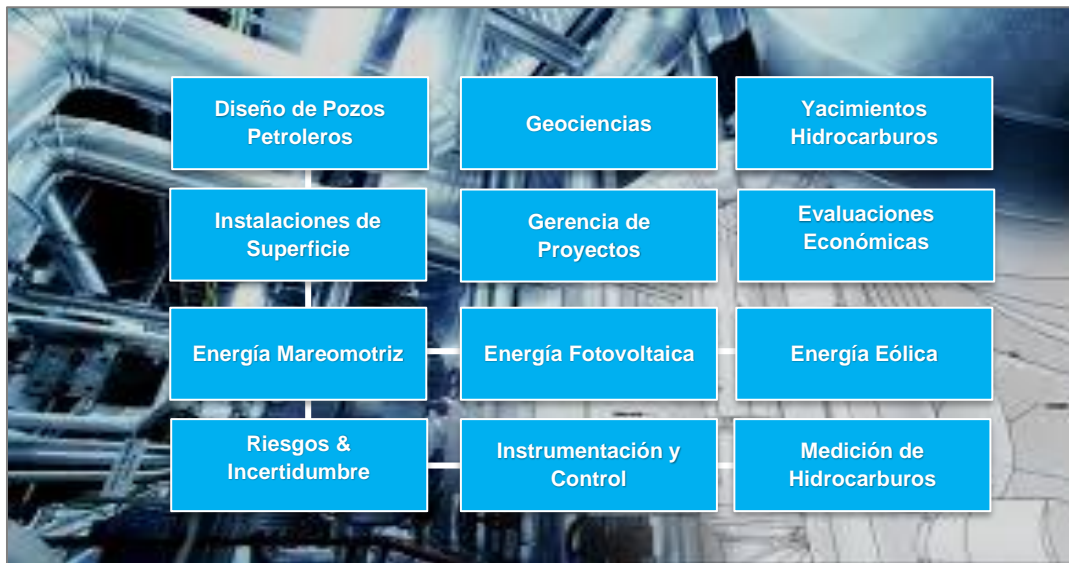 Diseño de Pozos
Petroleros
Geociencias
Yacimientos
Hidrocarburos
Instalaciones de
Superficie
Gerencia de
Proyectos
Evaluaciones
Económicas
Energía Mareomotriz
Energía Fotovoltaica
Energía Eólica
Riesgos &
Incertidumbre
Instrumentación y
Control
Medición de
Hidrocarburos